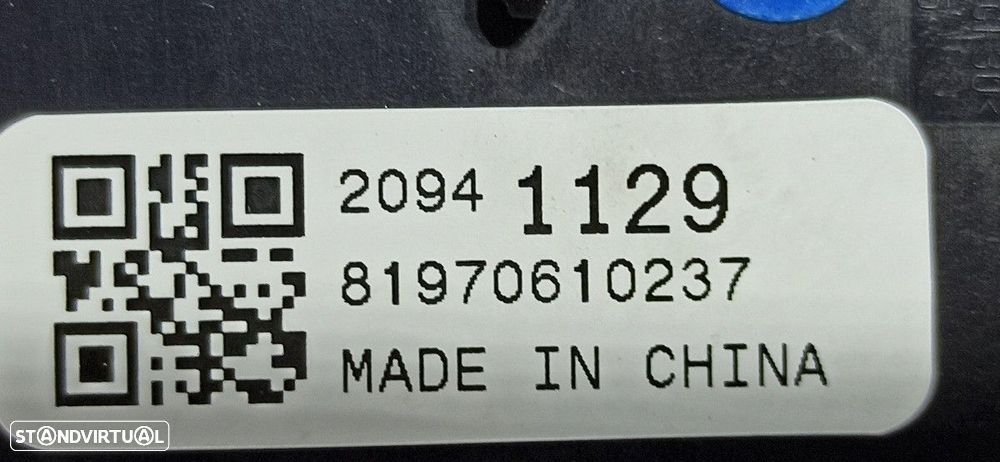 2094 1129
81970610237
MADE IN CHINA
STANDVIRTUAL